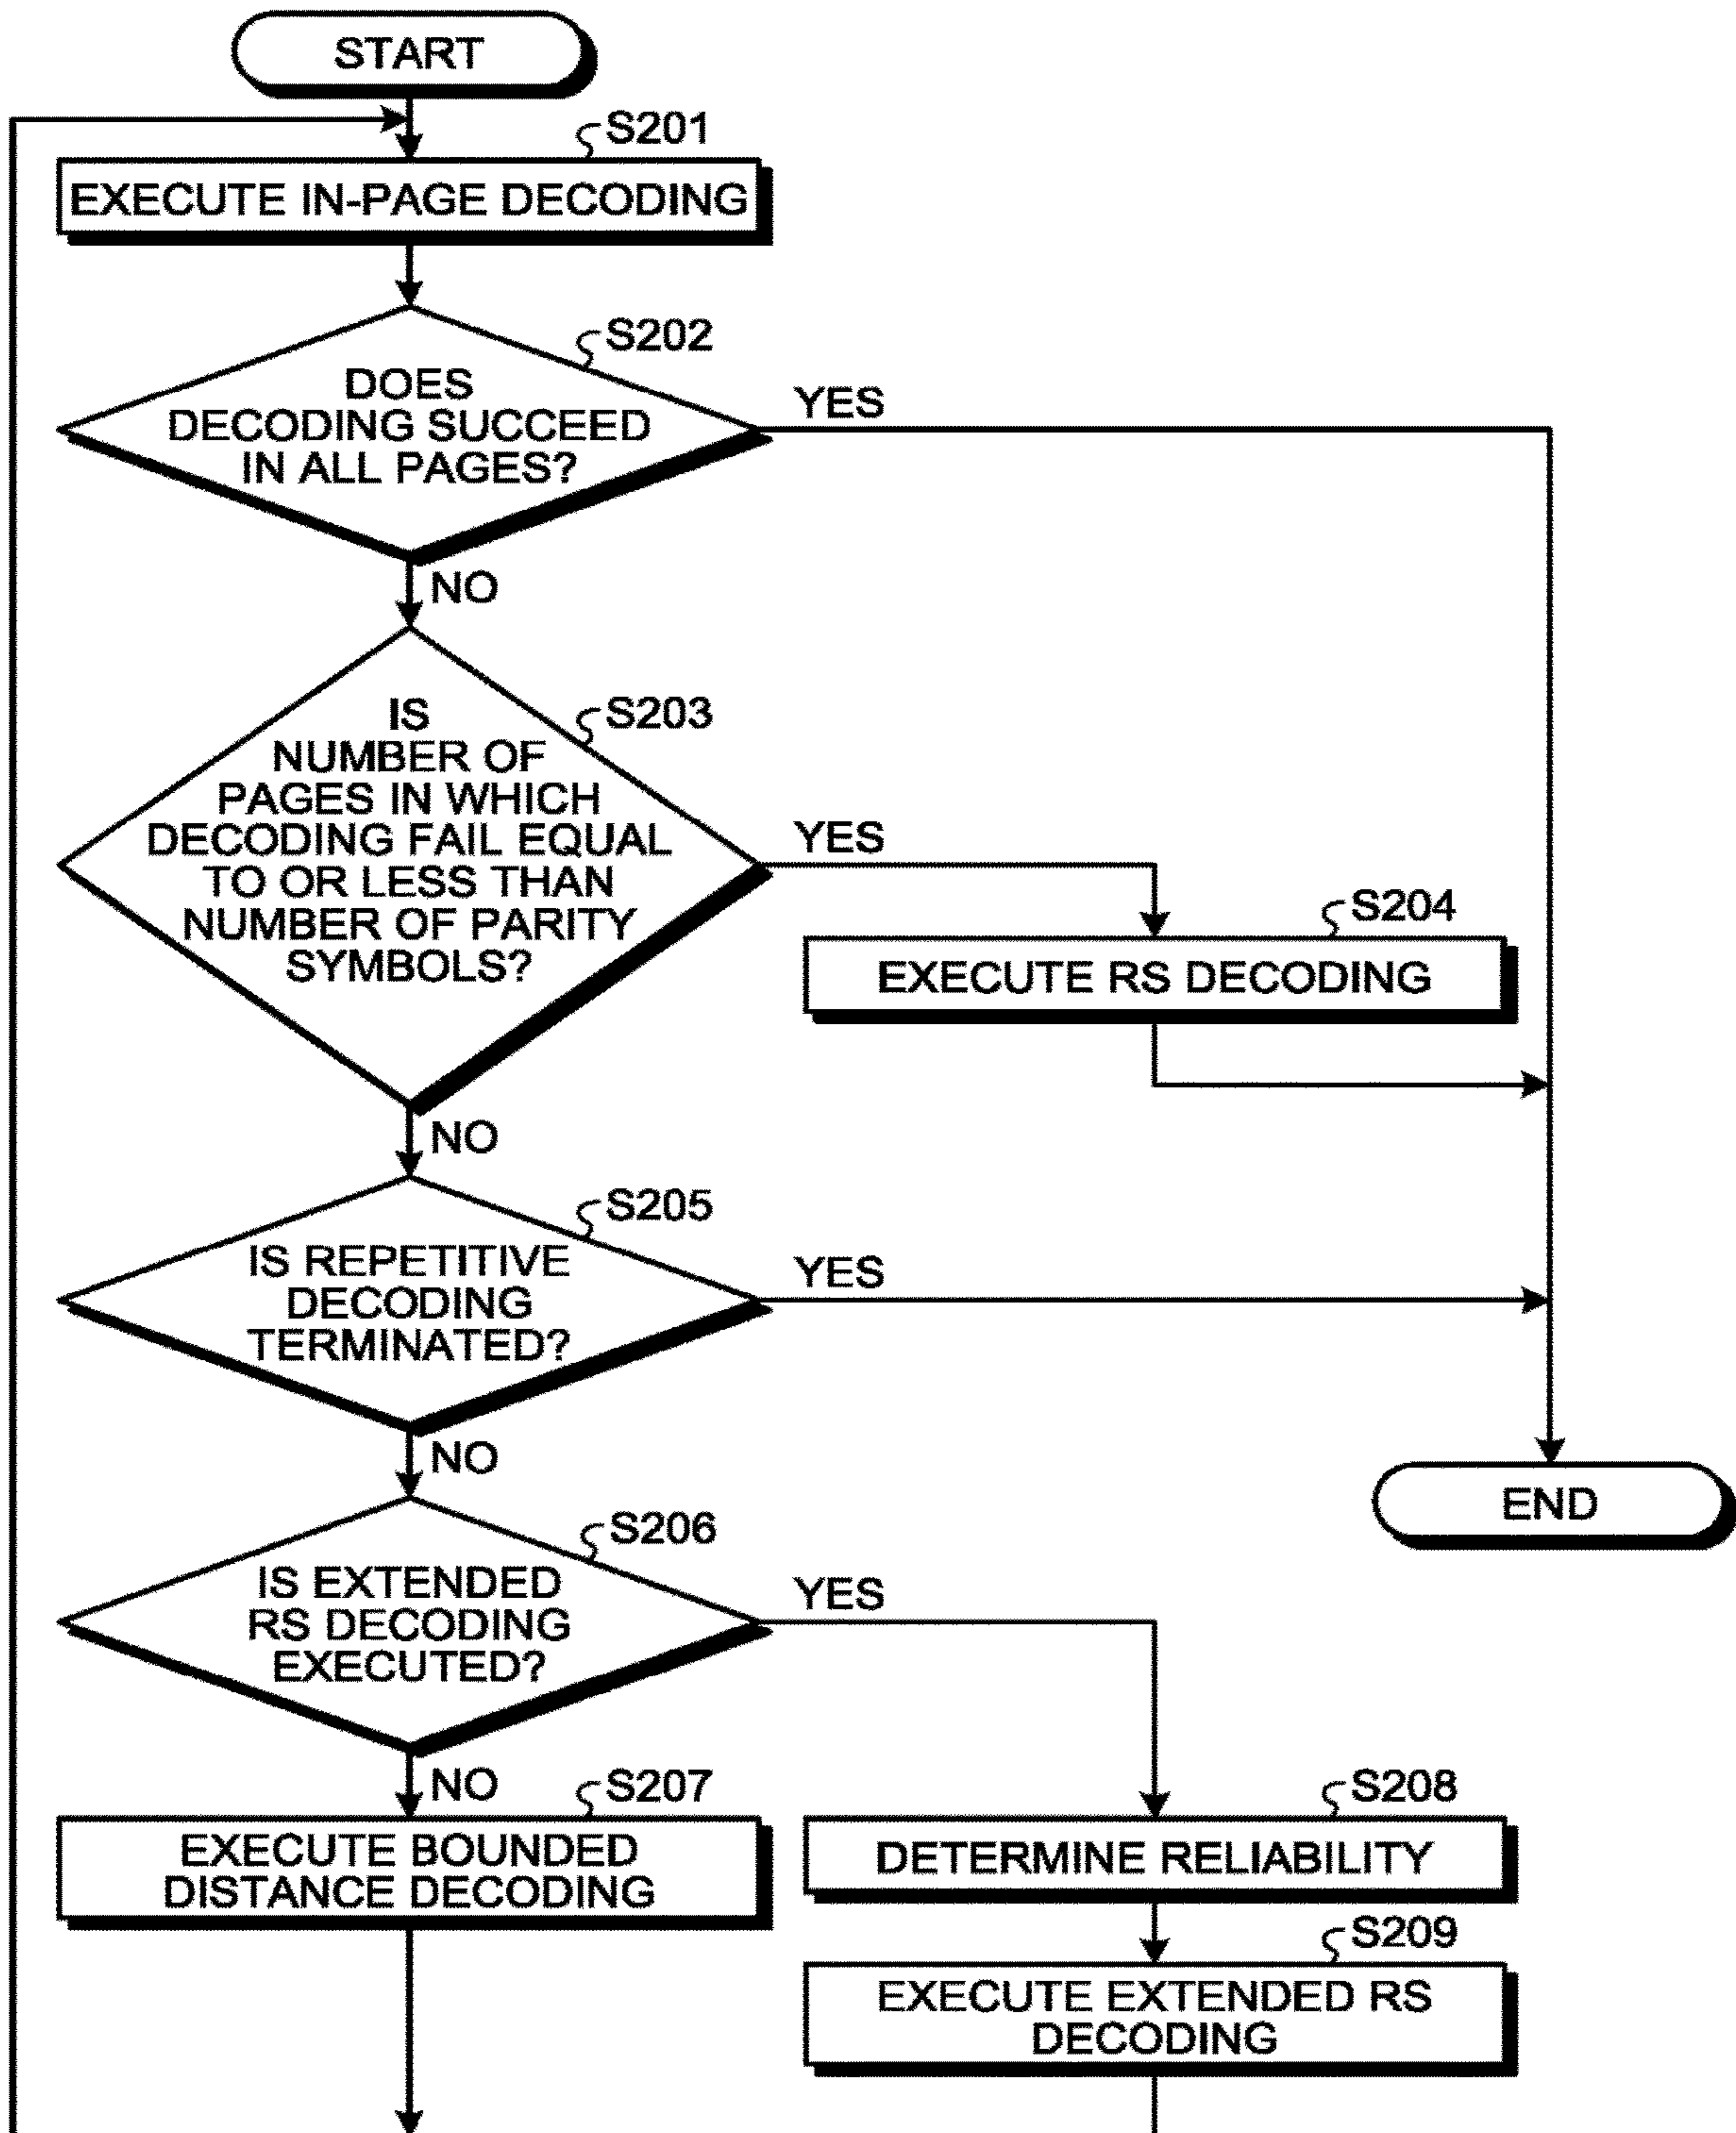 START
S201
EXECUTE IN-PAGE DECODING
S202
DOES
DECODING SUCCEED
IN ALL PAGES?
YES
NO
S203
IS
NUMBER OF
PAGES IN WHICH
DECODING FAIL EQUAL
TO OR LESS THAN
NUMBER OF PARITY
SYMBOLS?
YES
S204
EXECUTE RS DECODING
NO
S205
IS REPETITIVE
DECODING
TERMINATED?
YES
NO
END
S206
IS EXTENDED
RS DECODING
EXECUTED?
YES
NO
S207
EXECUTE BOUNDED
DISTANCE DECODING
S208
DETERMINE RELIABILITY
S209
EXECUTE EXTENDED RS
DECODING